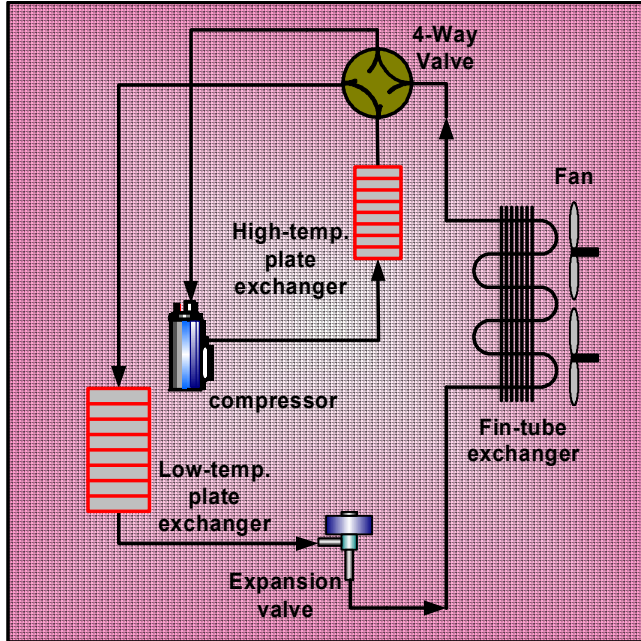 4-Way
Valve
Fan
High-temp.
plate
exchanger
compressor
Fin-tube
exchanger
Low-temp.
plate
exchanger
Expansion
valve